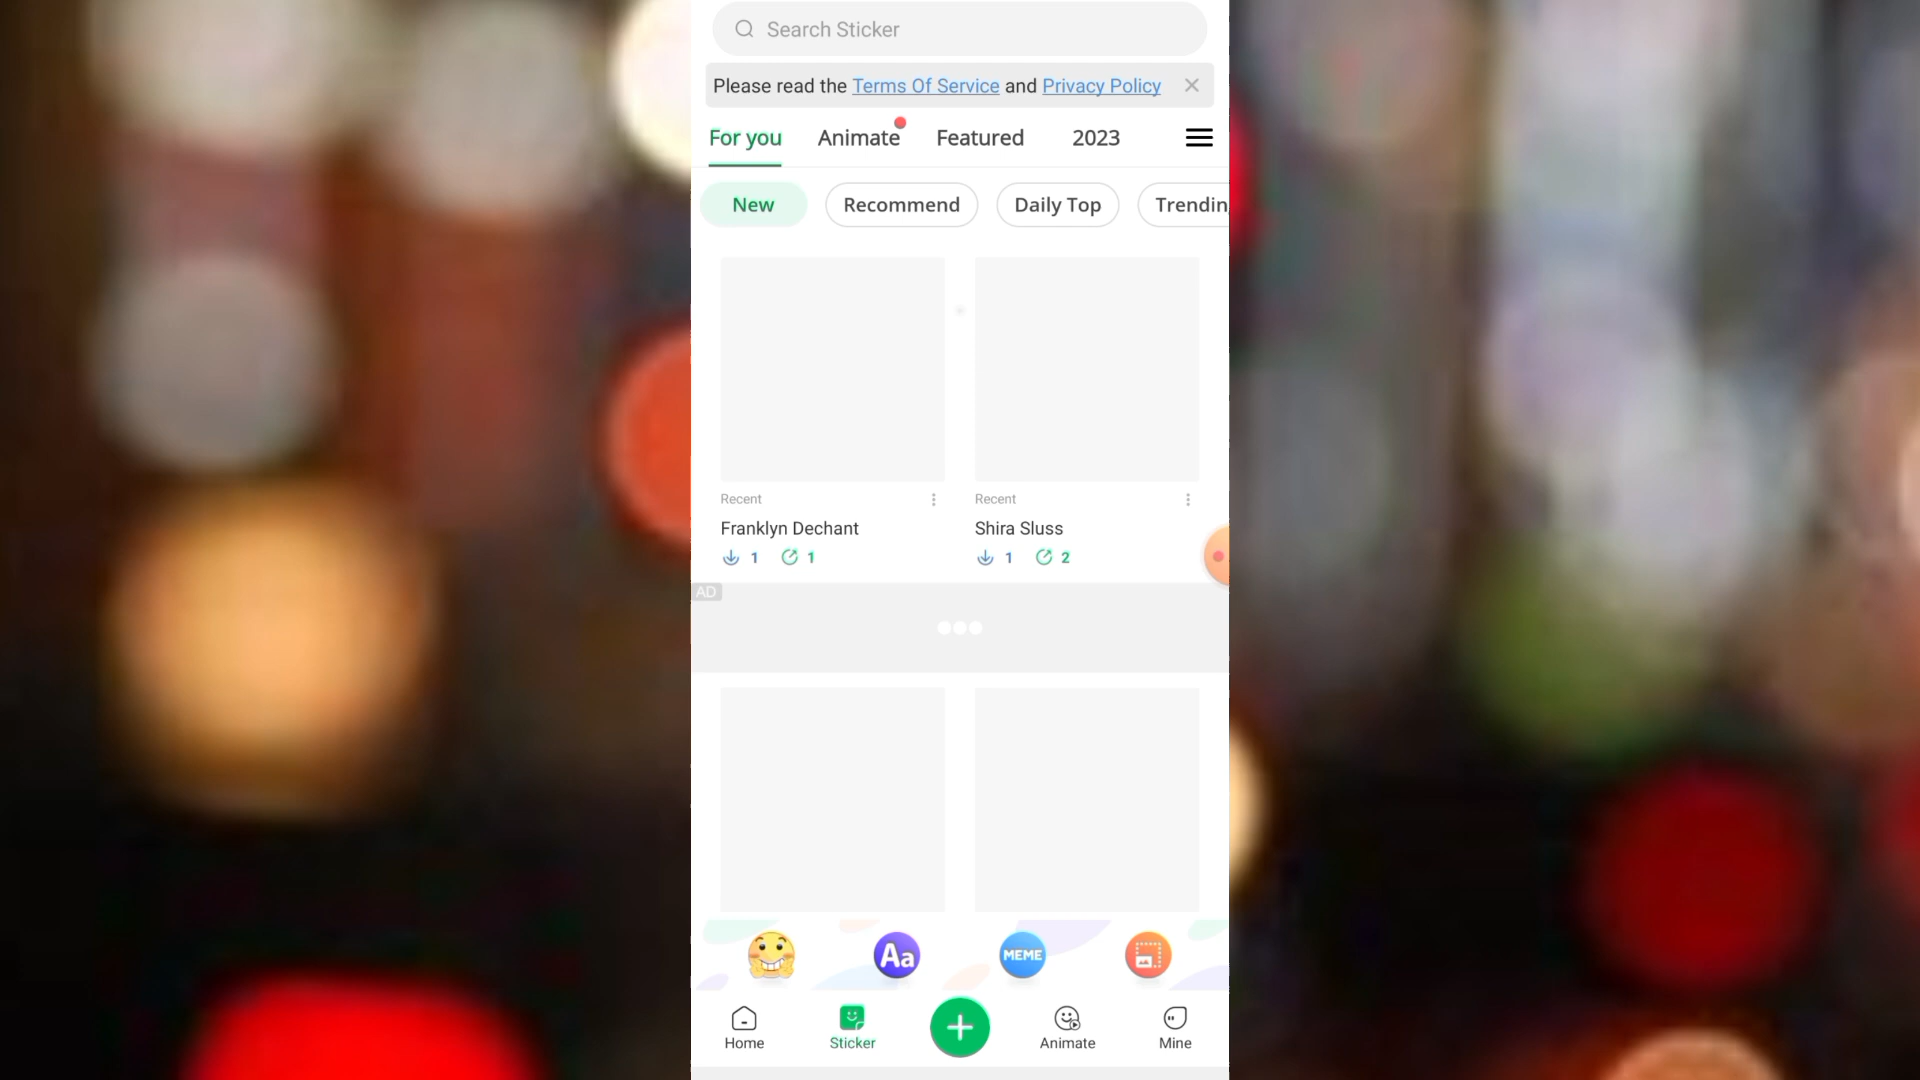 Search Sticker
Please read the Terms Of Service and Privacy Policy
For you Animate Featured 2023
New Recommend Daily Top Trendin
Recent Recent
Franklyn Dechant Shira Sluss
1 1 1 2
AD
Aa MEME
Home Sticker Animate Mine